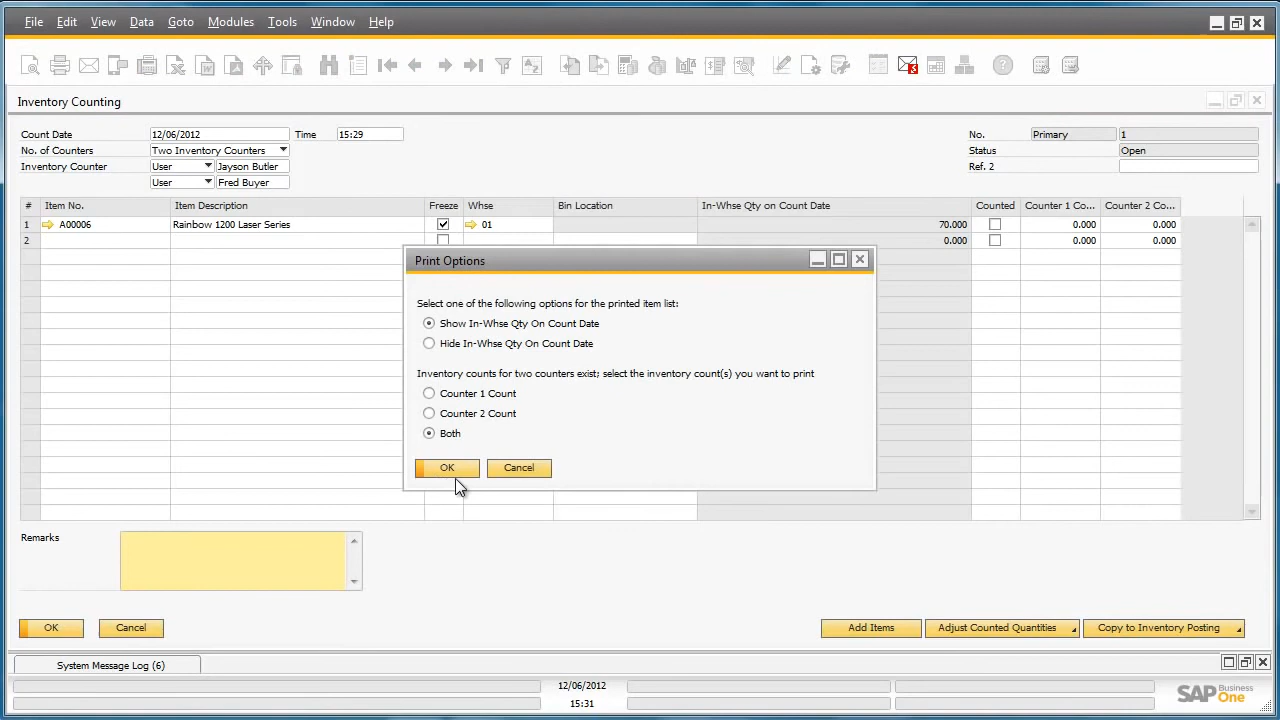 File Edit View Data Goto Modules Tools Window Help
Inventory Counting
Count Date 12/06/2012 Time 15:29 No. Primary 1
No. of Counters Two Inventory Counters Status Open
Inventory Counter User Jayson Butler Ref. 2
User Fred Buyer
# Item No. Item Description Freeze Whse Bin Location In-Whse Qty on Count Date Counted Counter 1 Co... Counter 2 Co...
1 A00006 Rainbow 1200 Laser Series 01 70.000 0.000 0.000
2 0.000 0.000 0.000
Print Options
Select one of the following options for the printed item list:
Show In-Whse Qty On Count Date
Hide In-Whse Qty On Count Date
Inventory counts for two counters exist; select the inventory count(s) you want to print
Counter 1 Count
Counter 2 Count
Both
OK Cancel
Remarks
OK Cancel Add Items Adjust Counted Quantities Copy to Inventory Posting
System Message Log (6)
12/06/2012
15:31
SAP Business One